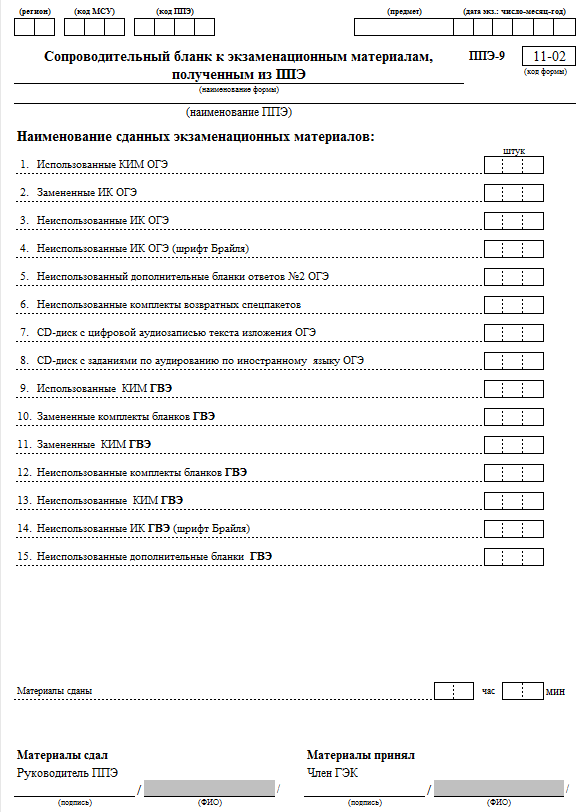 (регион) (код МСУ) (код ППЭ) (предмет) (дата экз.: число-месяц-год)
Сопроводительный бланк к экзаменационным материалам, ППЭ-9 11-02
полученным из ППЭ (код формы)
(наименование формы)
(наименование ППЭ)
Наименование сданных экзаменационных материалов:
штук
1. Использованные КИМ ОГЭ
2. Замененные ИК ОГЭ
3. Неиспользованные ИК ОГЭ
4. Неиспользованные ИК ОГЭ (шрифт Брайля)
5. Неиспользованный дополнительные бланки ответов №2 ОГЭ
6. Неиспользованные комплекты возвратных спецпакетов
7. CD-диск с цифровой аудиозаписью текста изложения ОГЭ
8. CD-диск с заданиями по аудированию по иностранному языку ОГЭ
9. Использованные КИМ ГВЭ
10. Замененные комплекты бланков ГВЭ
11. Замененные КИМ ГВЭ
12. Неиспользованные комплекты бланков ГВЭ
13. Неиспользованные КИМ ГВЭ
14. Неиспользованные ИК ГВЭ (шрифт Брайля)
15. Неиспользованные дополнительные бланки ГВЭ
Материалы сданы час мин
Материалы сдал Материалы принял
Руководитель ППЭ Член ГЭК
/ / / /
(подпись) (ФИО) (подпись) (ФИО)